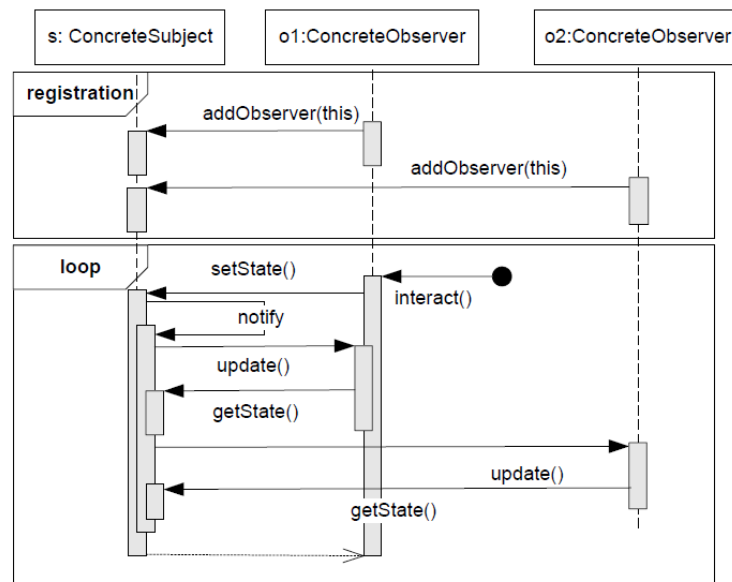 s: ConcreteSubject
o1:ConcreteObserver
o2:ConcreteObserver
registration
addObserver(this)
addObserver(this)
loop
setState()
interact()
notify
update()
getState()
update()
getState()